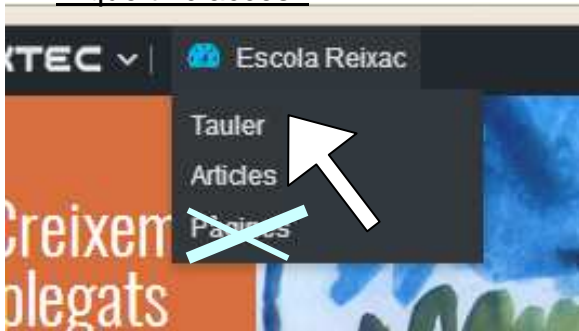 XTEC
Escola Reixac
Tauler
Articles
Pàgines
Creixem
plegats